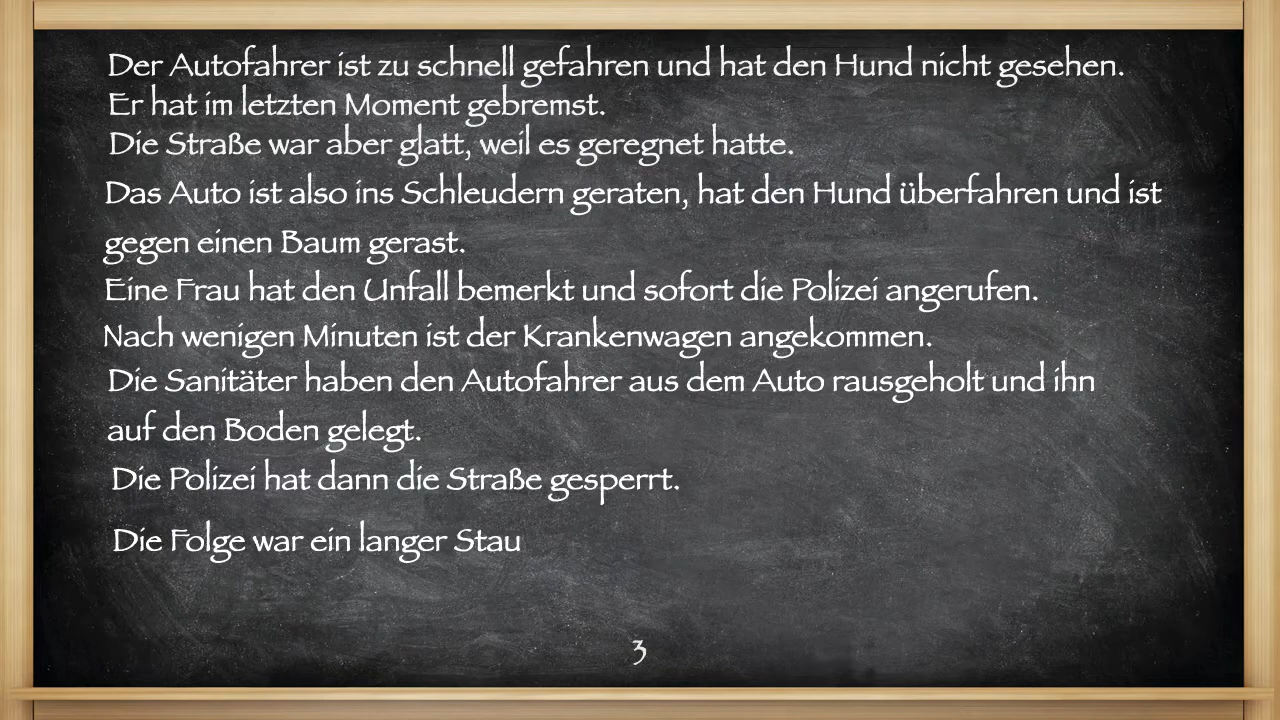 Der Autofahrer ist zu schnell gefahren und hat den Hund nicht gesehen.
Er hat im letzten Moment gebremst.
Die Straße war aber glatt, weil es geregnet hatte.
Das Auto ist also ins Schleudern geraten, hat den Hund überfahren und ist
gegen einen Baum gerast.
Eine Frau hat den Unfall bemerkt und sofort die Polizei angerufen.
Nach wenigen Minuten ist der Krankenwagen angekommen.
Die Sanitäter haben den Autofahrer aus dem Auto rausgeholt und ihn
auf den Boden gelegt.
Die Polizei hat dann die Straße gesperrt.
Die Folge war ein langer Stau
3